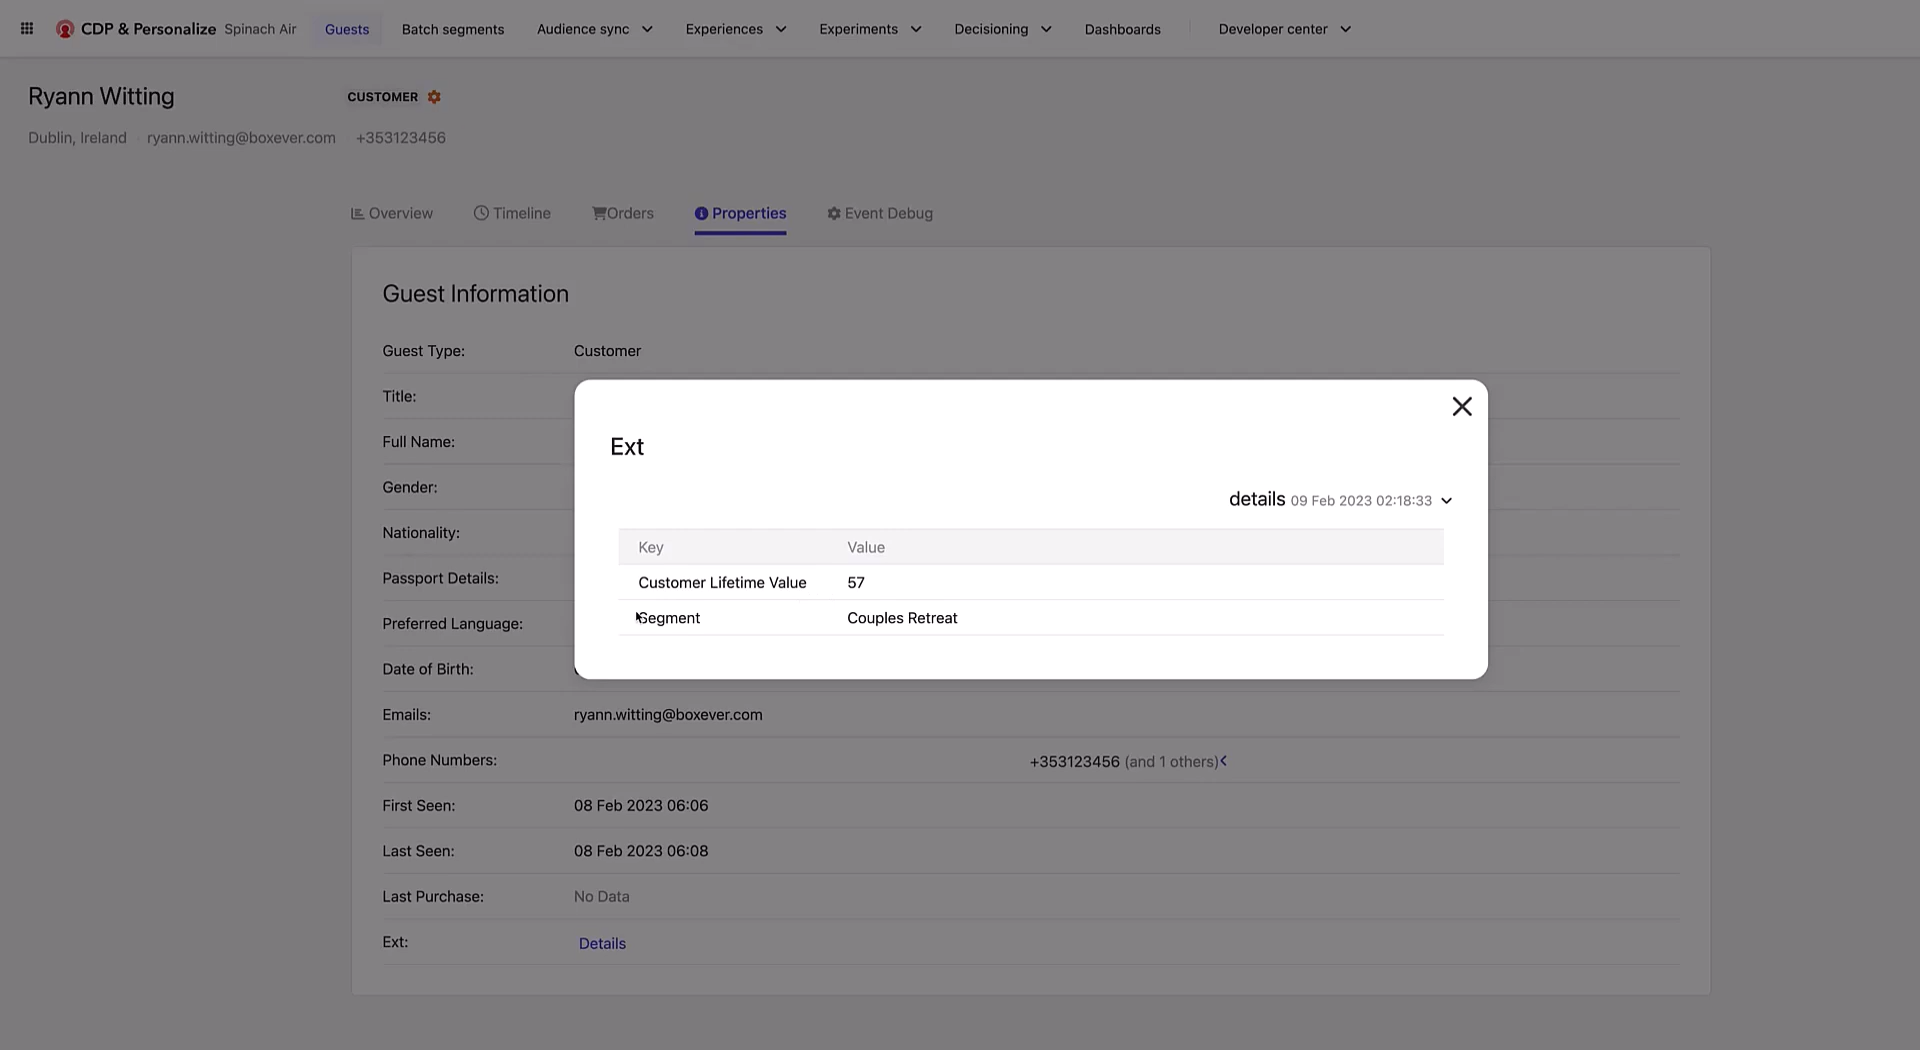 CDP & Personalize Spinach Air Guests Batch segments Audience sync Experiences Experiments Decisioning Dashboards Developer center
Ryann Witting CUSTOMER
Dublin, Ireland ryann.witting@boxever.com +353123456
Overview Timeline Orders Properties Event Debug
Guest Information
Guest Type: Customer
Title:
Full Name:
Gender:
Nationality:
Passport Details:
Preferred Language:
Date of Birth:
Ext
details 09 Feb 2023 02:18:33
Key Value
Customer Lifetime Value 57
Segment Couples Retreat
Emails: ryann.witting@boxever.com
Phone Numbers: +353123456 (and 1 others)
First Seen: 08 Feb 2023 06:06
Last Seen: 08 Feb 2023 06:08
Last Purchase: No Data
Ext: Details